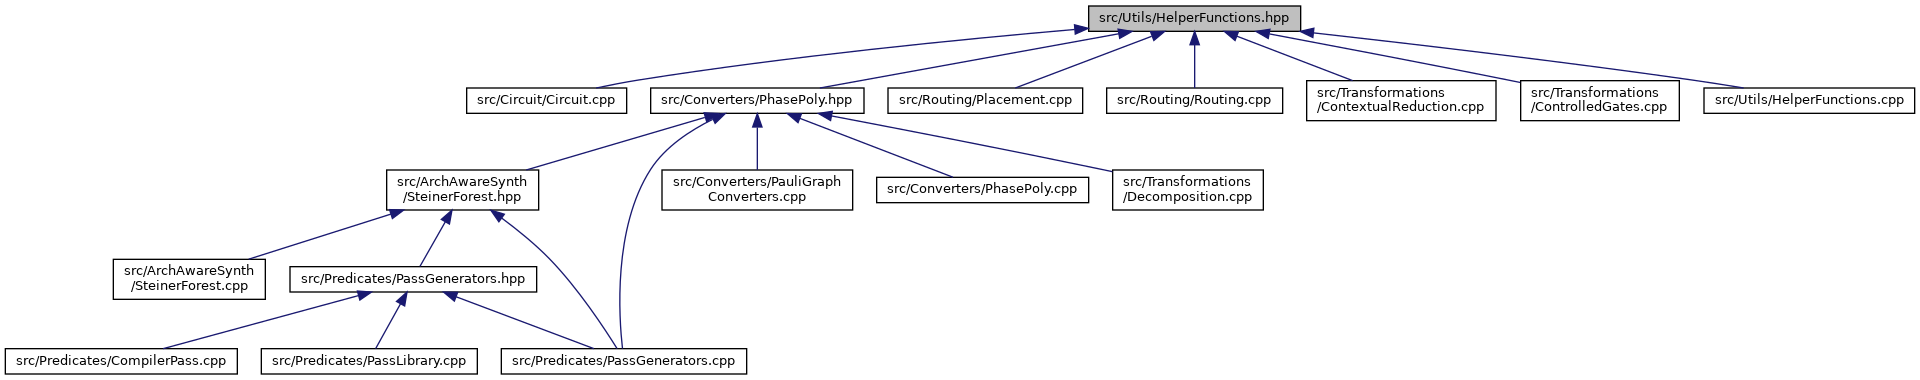 src/Utils/HelperFunctions.hpp
src/Circuit/Circuit.cpp
src/Converters/PhasePoly.hpp
src/Routing/Placement.cpp
src/Routing/Routing.cpp
src/Transformations
/ContextualReduction.cpp
src/Transformations
/ControlledGates.cpp
src/Utils/HelperFunctions.cpp
src/ArchAwareSynth
/SteinerForest.hpp
src/Converters/PauliGraph
Converters.cpp
src/Converters/PhasePoly.cpp
src/Transformations
/Decomposition.cpp
src/ArchAwareSynth
/SteinerForest.cpp
src/Predicates/PassGenerators.hpp
src/Predicates/CompilerPass.cpp
src/Predicates/PassLibrary.cpp
src/Predicates/PassGenerators.cpp